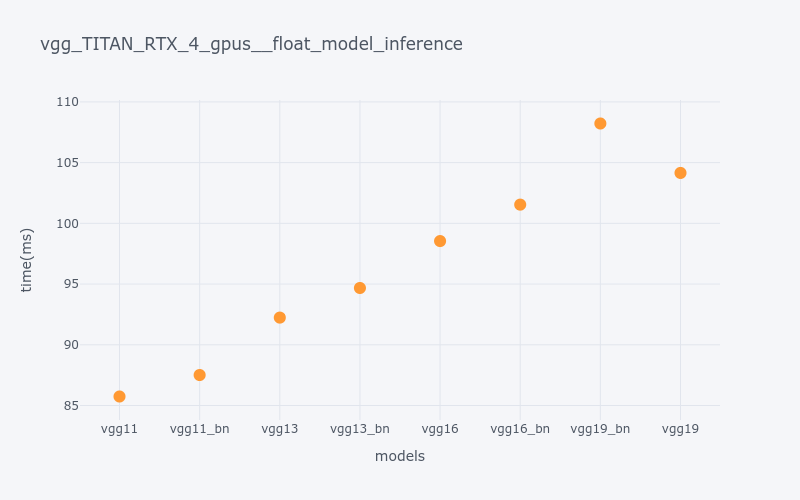 vgg_TITAN_RTX_4_gpus__float_model_inference
110
105
100
95
90
85
time(ms)
vgg11 vgg11_bn vgg13 vgg13_bn vgg16 vgg16_bn vgg19_bn vgg19
models